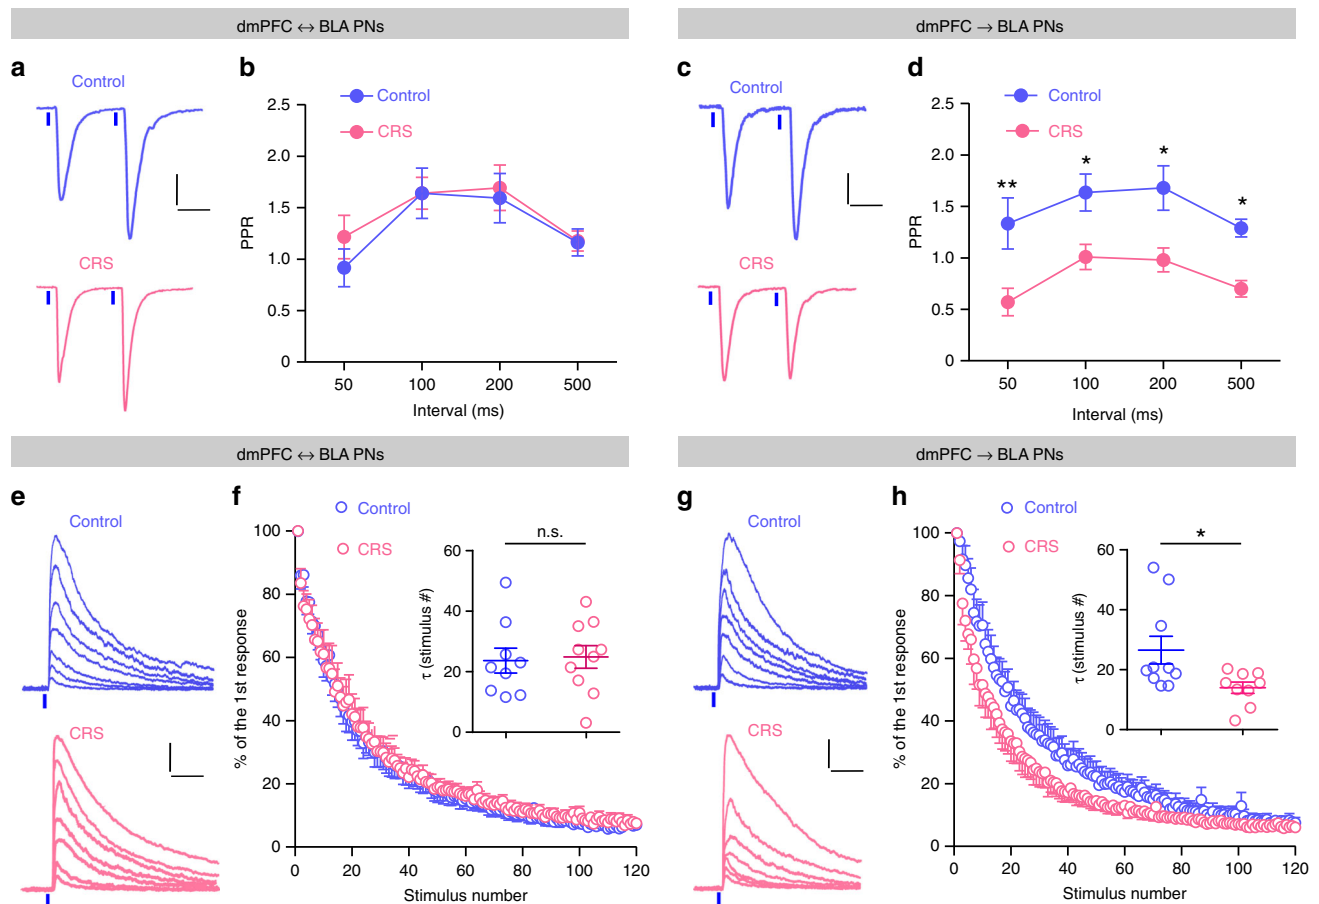 dmPFC ↔ BLA PNs
dmPFC → BLA PNs
a
b
c
d
Control
Control
CRS
2.5
2.0
1.5
1.0
0.5
0
PPR
50
100
200
500
Interval (ms)
CRS
Control
CRS
Control
CRS
2.5
2.0
1.5
1.0
0.5
0
PPR
**
*
*
*
50
100
200
500
Interval (ms)
dmPFC ↔ BLA PNs
dmPFC → BLA PNs
e
f
g
h
Control
CRS
Control
CRS
% of the 1st response
100
80
60
40
20
0
0
20
40
60
80
100
120
Stimulus number
n.s.
τ (stimulus #)
60
40
20
0
Control
CRS
Control
CRS
% of the 1st response
100
80
60
40
20
0
0
20
40
60
80
100
120
Stimulus number
*
τ (stimulus #)
60
40
20
0